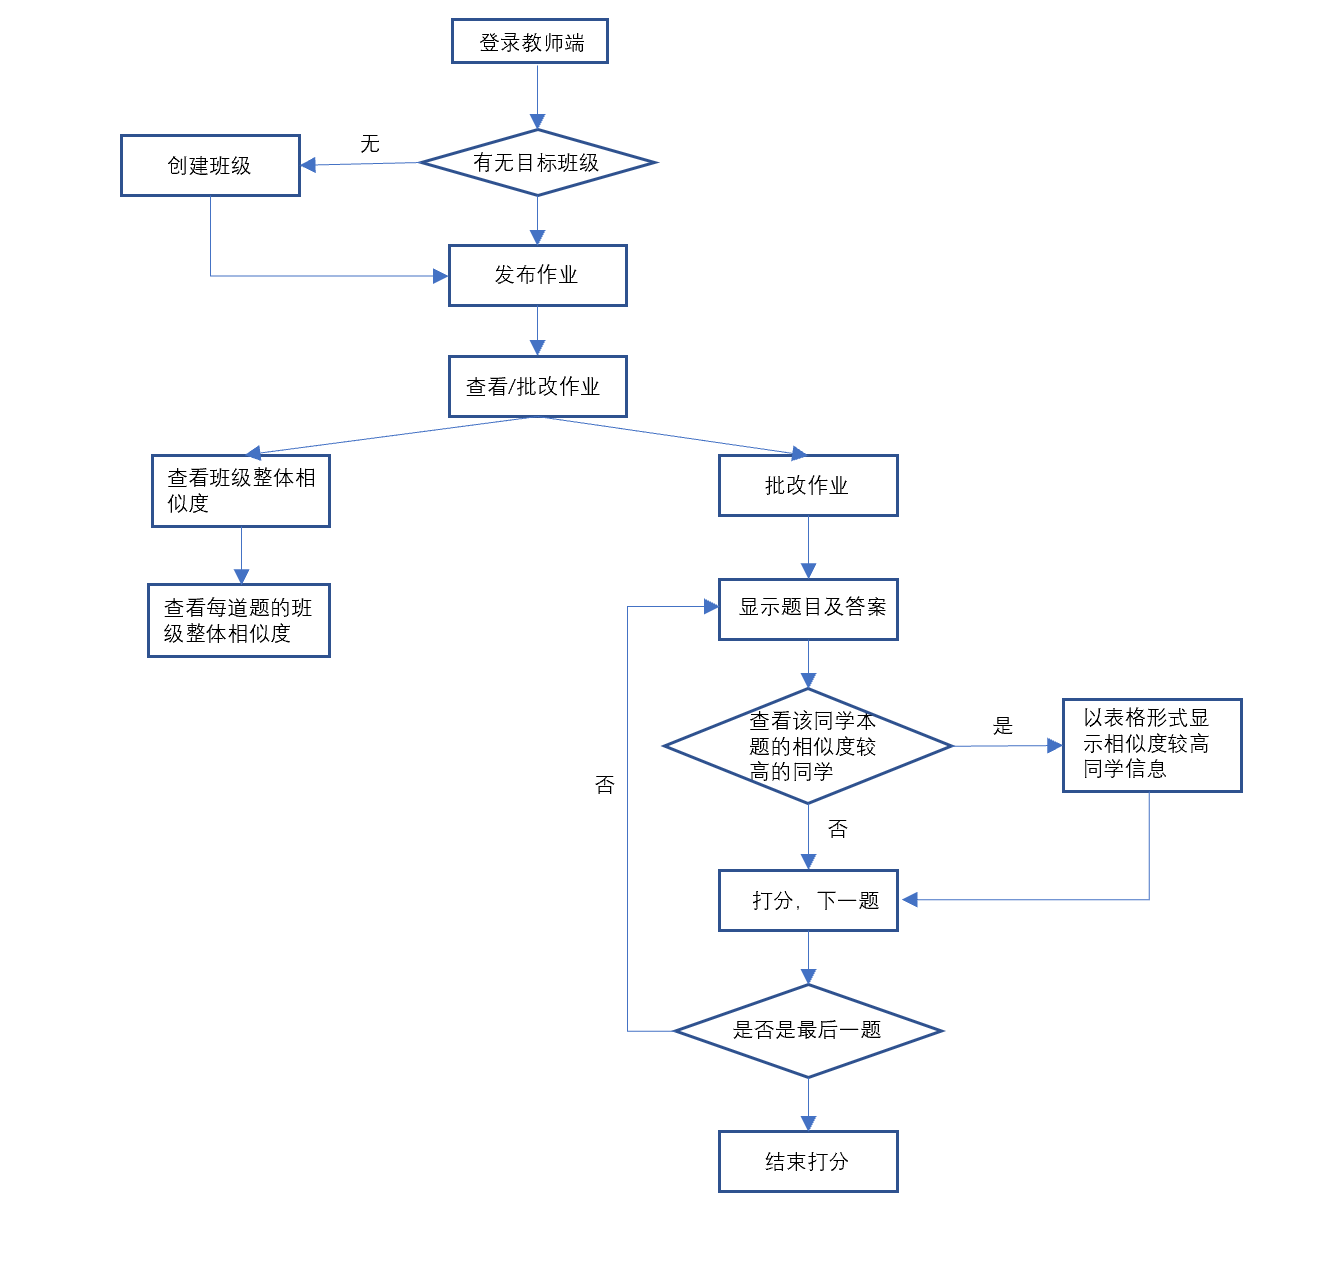 登录教师端
无
有无目标班级
创建班级
发布作业
查看/批改作业
查看班级整体相
似度
批改作业
查看每道题的班
级整体相似度
显示题目及答案
查看该同学本
题的相似度较
高的同学
是
以表格形式显
示相似度较高
同学信息
否
否
打分，下一题
是否是最后一题
结束打分